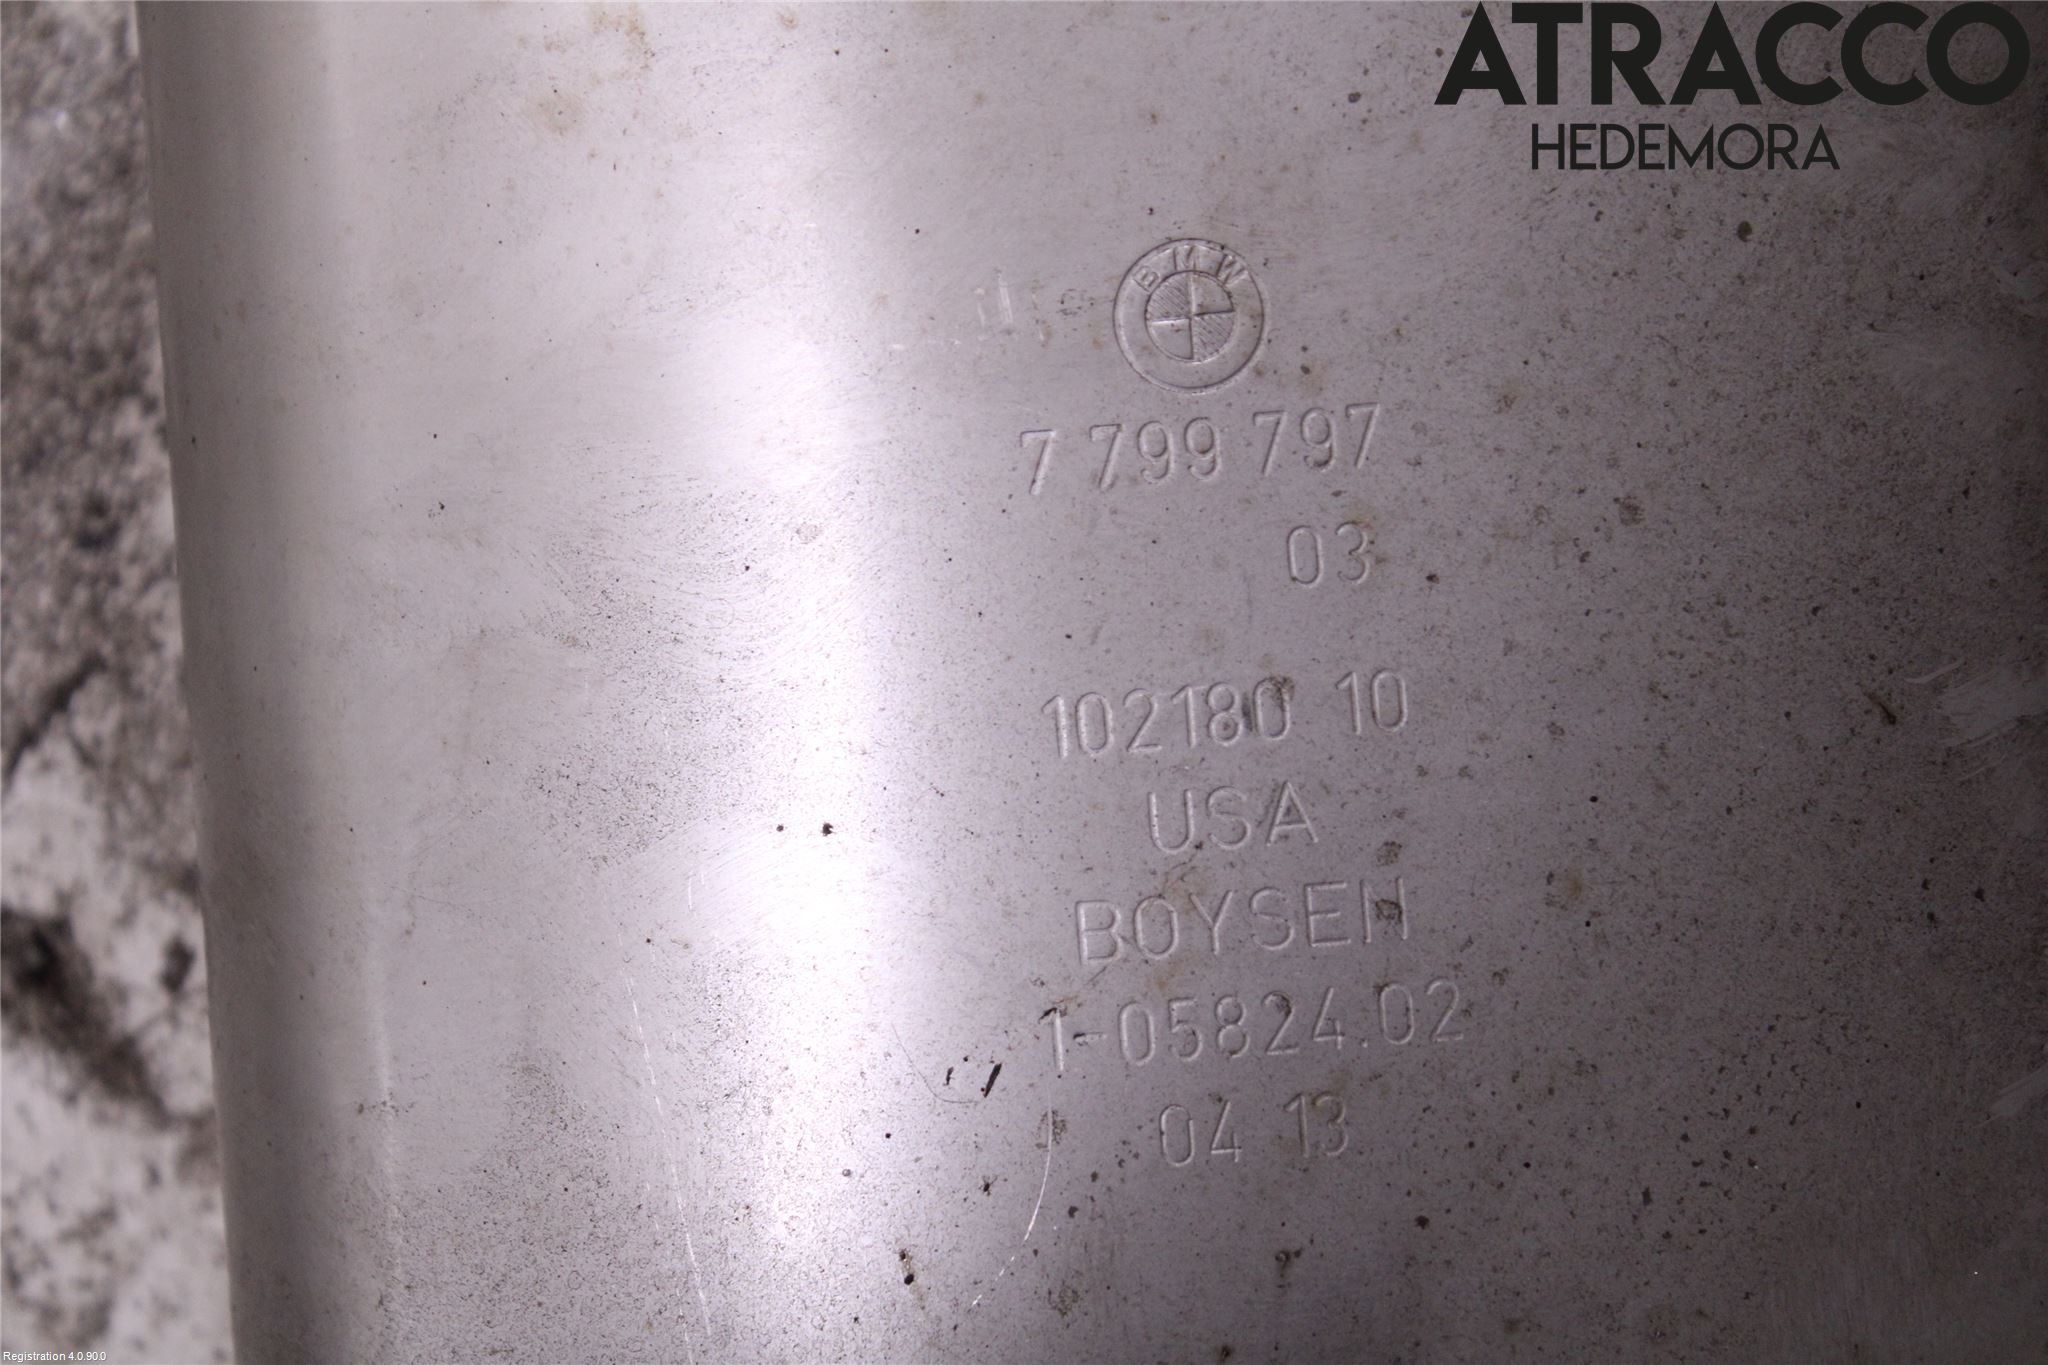 ATRACCO
HEDEMORA
BMW
7 799 797
03
102180 10
USA
BOYSEN
1-05824.02
1 04 13
Registration 4.0.90.0